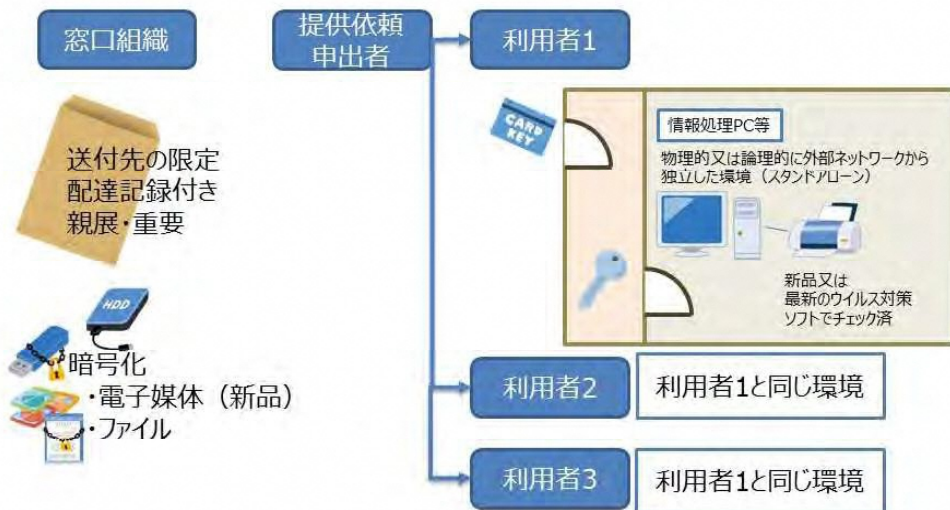 窓口組織
提供依頼
申出者
利用者1
送付先の限定
配達記録付き
親展・重要
CARD
KEY
情報処理PC等
物理的又は論理的に外部ネットワークから
独立した環境（スタンドアローン）
新品又は
最新のウイルス対策
ソフトでチェック済
HDD
暗号化
・電子媒体（新品）
・ファイル
利用者2
利用者1と同じ環境
利用者3
利用者1と同じ環境